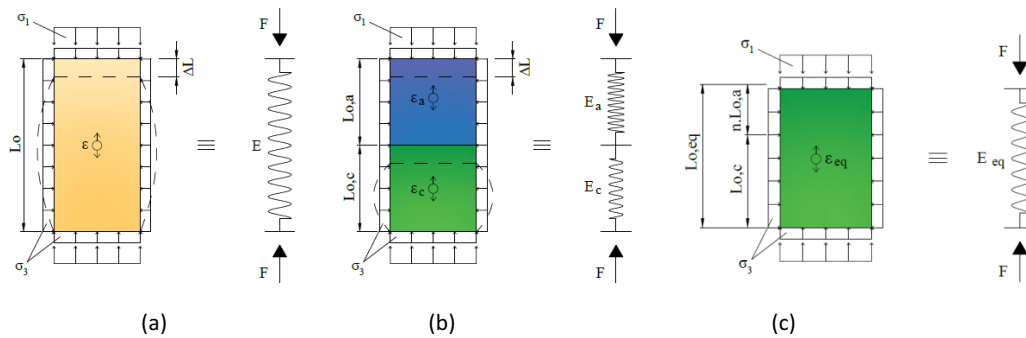 σ1
F
ΔL
Lo
ε
E
σ3
F
(a)
σ1
F
ΔL
Lo,a
εa
Ea
Lo,c
εc
Ec
σ3
F
(b)
σ1
F
n.Lo,a
Lo,eq
εeq
E eq
Lo,c
σ3
F
(c)